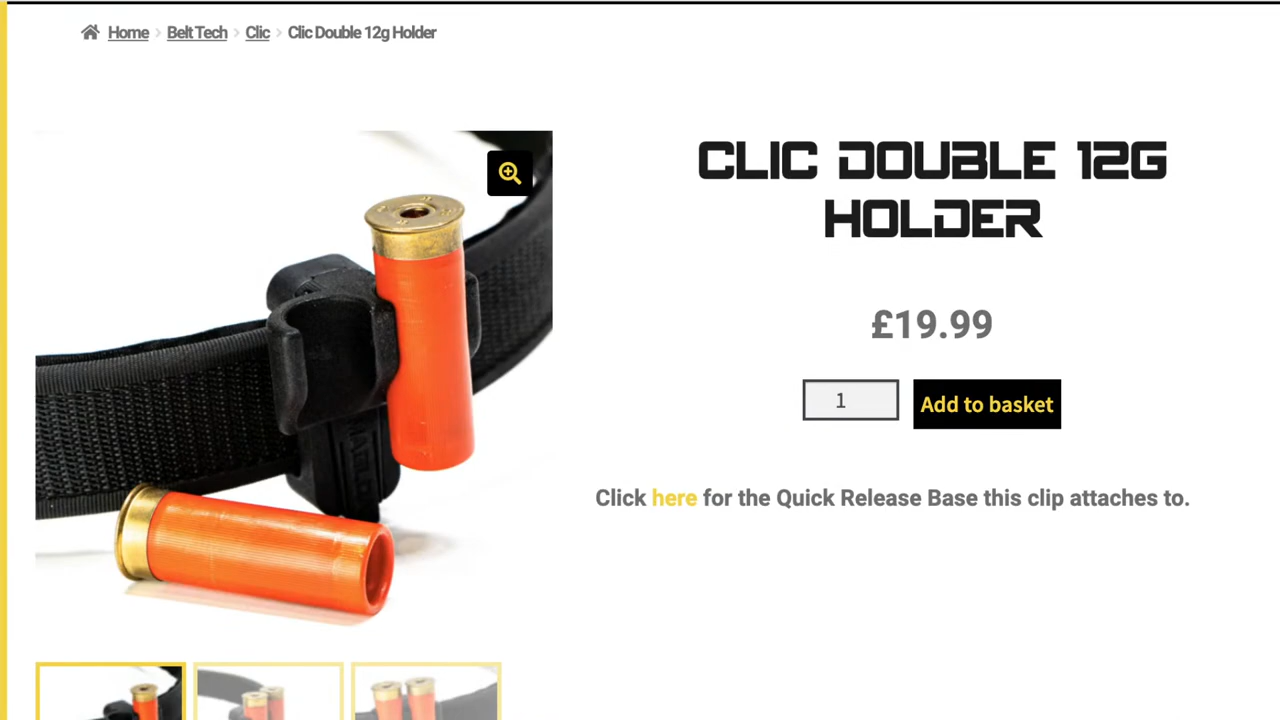 Home > Belt Tech > Clic > Clic Double 12g Holder
CLIC DOUBLE 12G
HOLDER
£19.99
1
Add to basket
Click here for the Quick Release Base this clip attaches to.